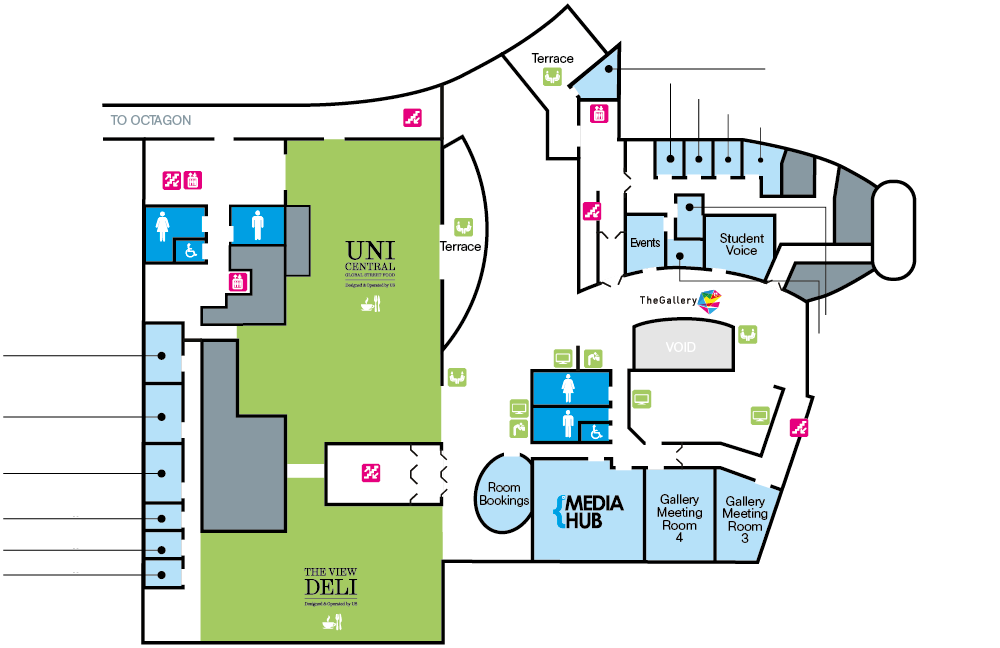 Terrace
TO OCTAGON
UNI
CENTRAL
GLOBAL STREET FOOD
Designed & Operated by US
Terrace
Events
Student
Voice
TheGallery
VOID
Room
Bookings
MEDIA
HUB
Gallery
Meeting
Room
4
Gallery
Meeting
Room
3
THE VIEW
DELI
Designed & Operated by US